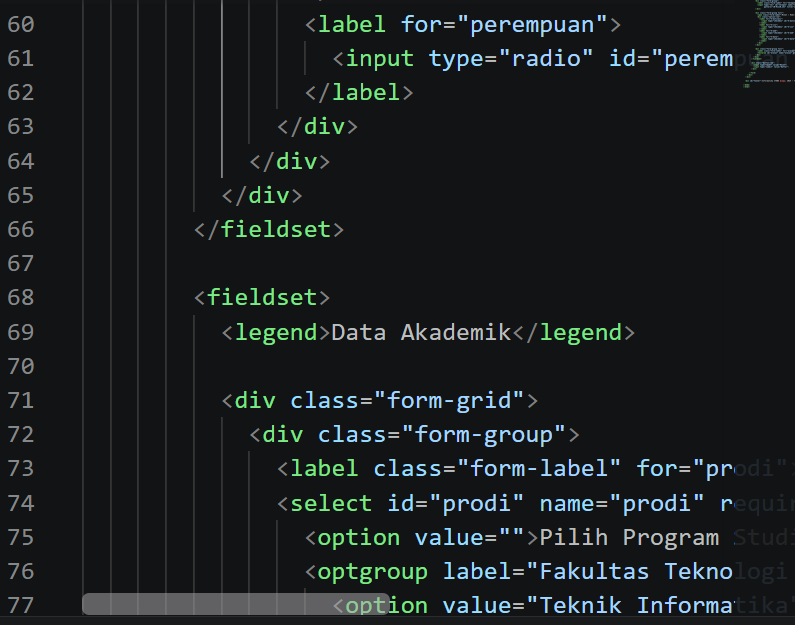 60 <label for="perempuan">
61 <input type="radio" id="perempuan
62 </label>
63 </div>
64 </div>
65 </div>
66 </fieldset>
67
68 <fieldset>
69 <legend>Data Akademik</legend>
70
71 <div class="form-grid">
72 <div class="form-group">
73 <label class="form-label" for="prodi">
74 <select id="prodi" name="prodi" requir
75 <option value="">Pilih Program Studi
76 <optgroup label="Fakultas Teknologi
77 <option value="Teknik Informatika"